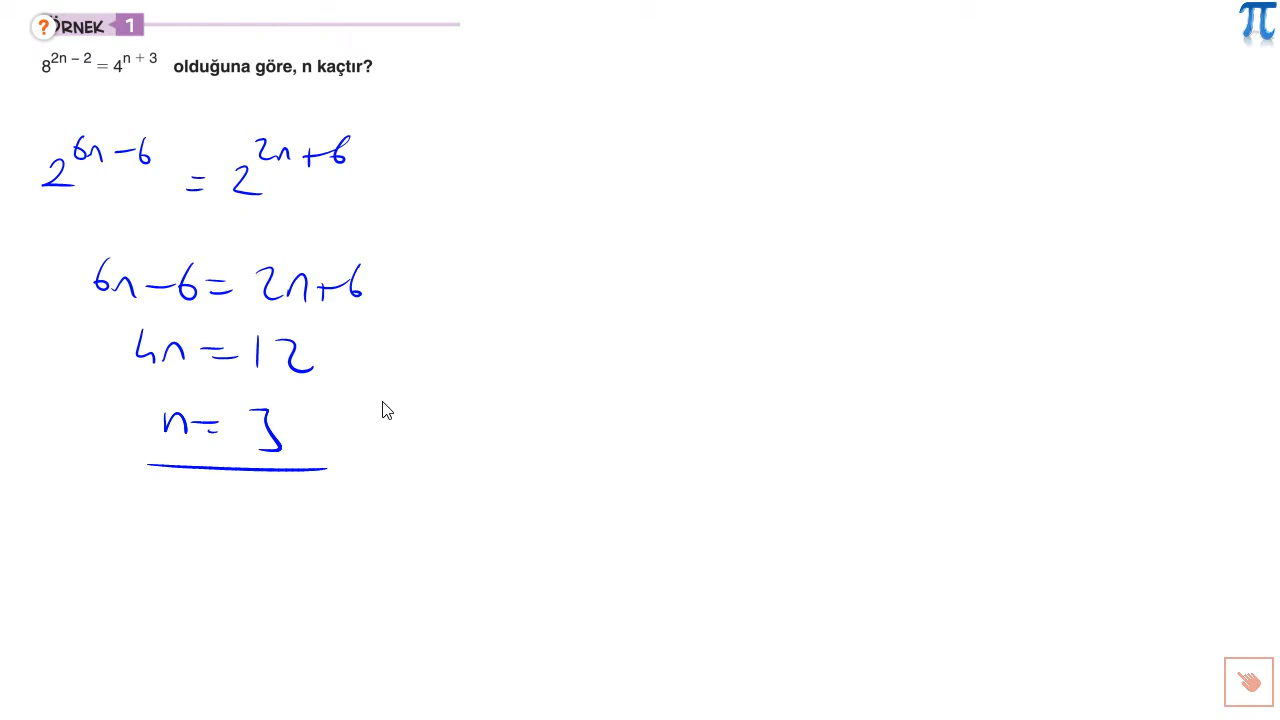 ? ÖRNEK 1
π
8^{2n – 2} = 4^{n + 3} olduğuna göre, n kaçtır?
2^{6n-6} = 2^{2n+6}
6n-6 = 2n+6
4n = 12
n = 3